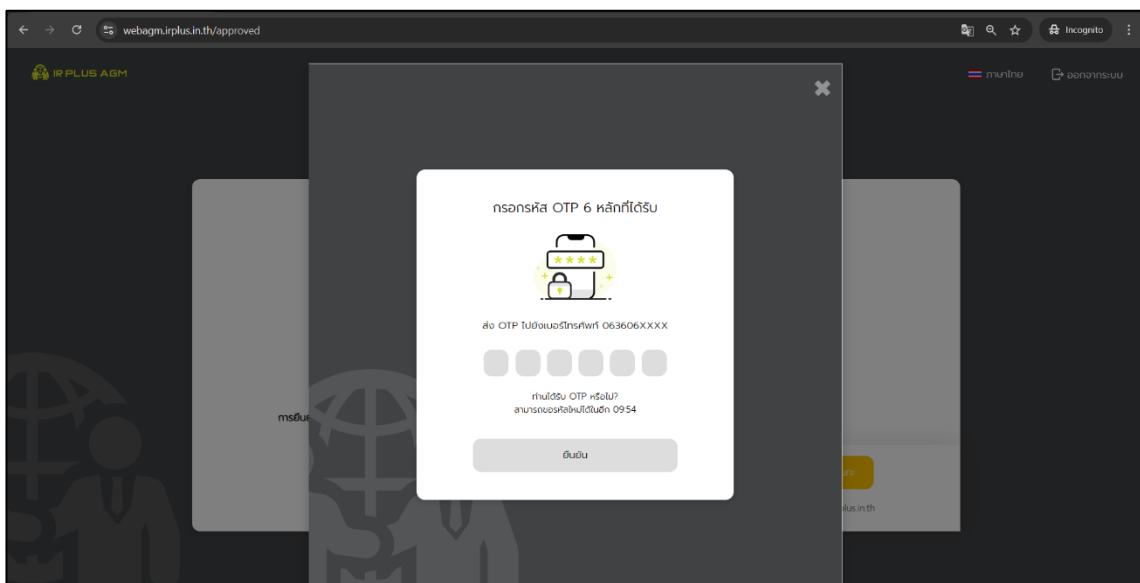 webagm.irplus.in.th/approved
Incognito
IR PLUS AGM
ภาษาไทย
ออกจากระบบ
กรอกรหัส OTP 6 หลักที่ได้รับ
****
ส่ง OTP ไปยังเบอร์โทรศัพท์ 063606XXXX
ท่านได้รับ OTP หรือไม่?
สามารถขอรหัสใหม่ได้ในอีก 09:54
ยืนยัน